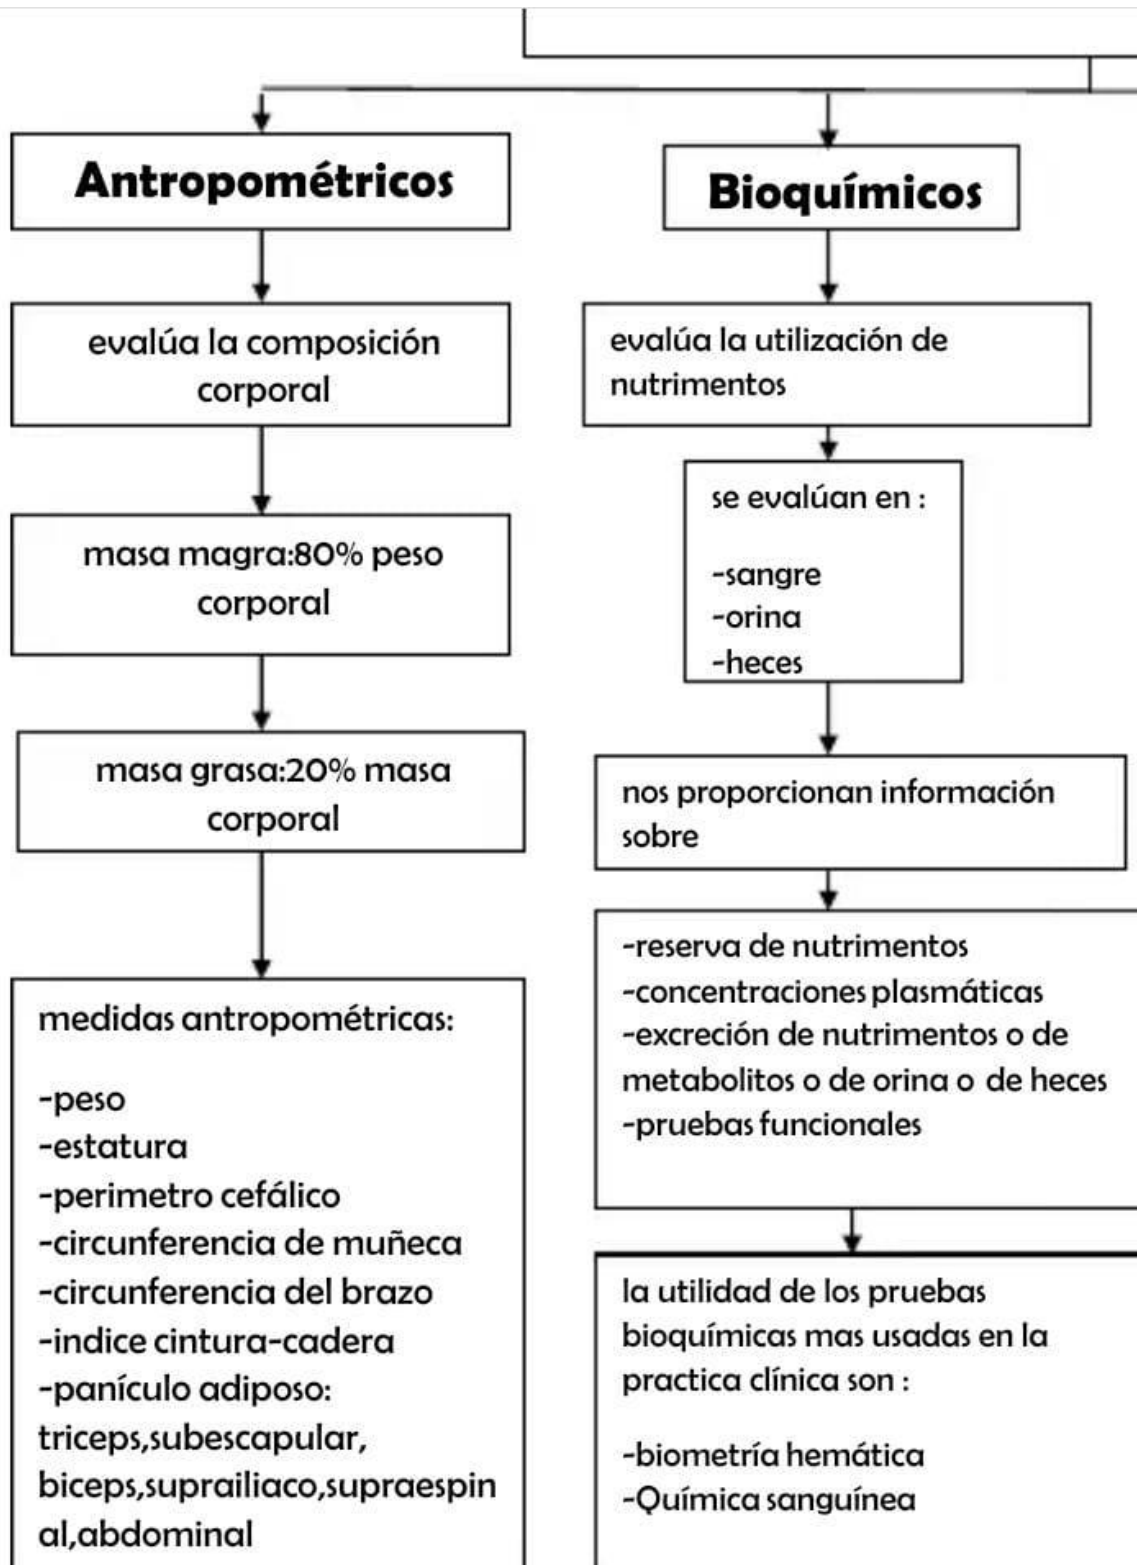 Antropométricos
evalúa la composición
corporal
masa magra:80% peso
corporal
masa grasa:20% masa
corporal
medidas antropométricas:
-peso
-estatura
-perimetro cefálico
-circunferencia de muñeca
-circunferencia del brazo
-indice cintura-cadera
-panículo adiposo:
triceps,subescapular,
biceps,suprailiaco,supraespin
al,abdominal
Bioquímicos
evalúa la utilización de
nutrimentos
se evalúan en :
-sangre
-orina
-heces
nos proporcionan información
sobre
-reserva de nutrimentos
-concentraciones plasmáticas
-excreción de nutrimentos o de
metabolitos o de orina o de heces
-pruebas funcionales
la utilidad de los pruebas
bioquímicas mas usadas en la
practica clínica son :
-biometría hemática
-Química sanguínea